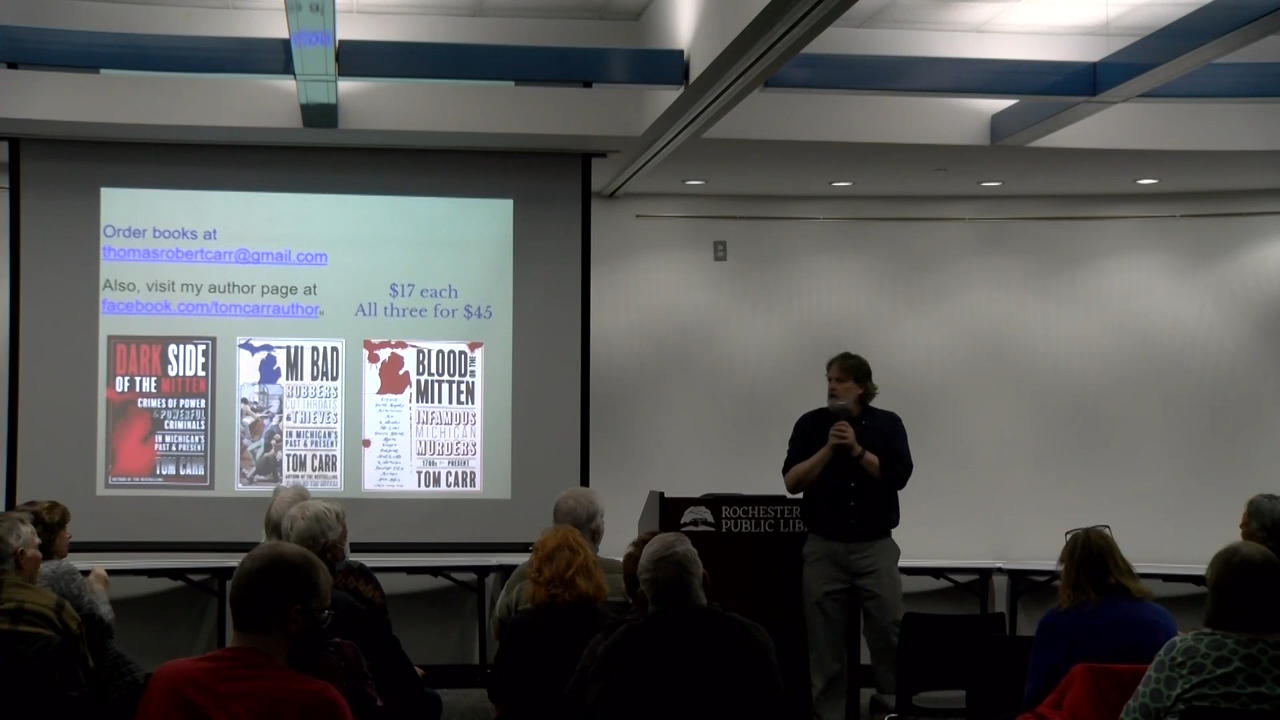 Order books at
thomasrobertcarr@gmail.com
Also, visit my author page at
facebook.com/tomcarrauthor
$17 each
All three for $45
DARK SIDE
OF THE MITTEN
CRIMES OF POWER
& POWERFUL
CRIMINALS
IN MICHIGAN'S
PAST & PRESENT
TOM CARR
MI BAD
ROBBERS
CUTTHROATS
& THIEVES
IN MICHIGAN'S
PAST & PRESENT
TOM CARR
BLOOD
ON THE
MITTEN
INFAMOUS
MICHIGAN
MURDERS
1700s PRESENT
TOM CARR
ROCHESTER
PUBLIC LIB